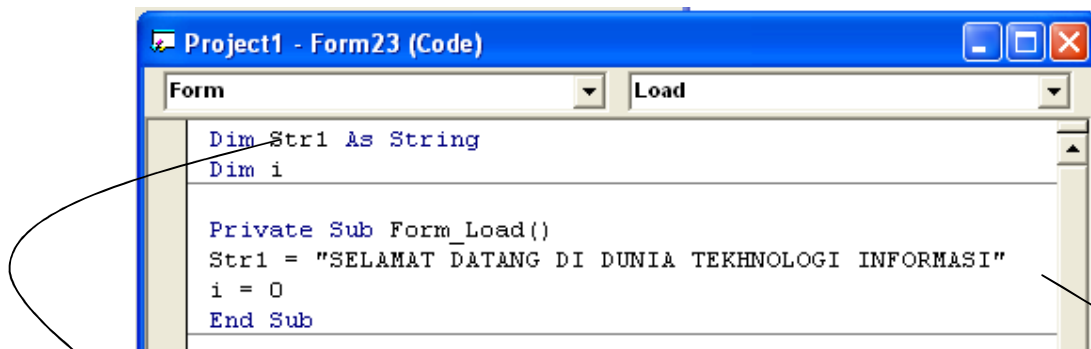 Project1 - Form23 (Code)
Form Load
Dim Str1 As String
Dim i
Private Sub Form_Load()
Str1 = "SELAMAT DATANG DI DUNIA TEKHNOLOGI INFORMASI"
i = 0
End Sub